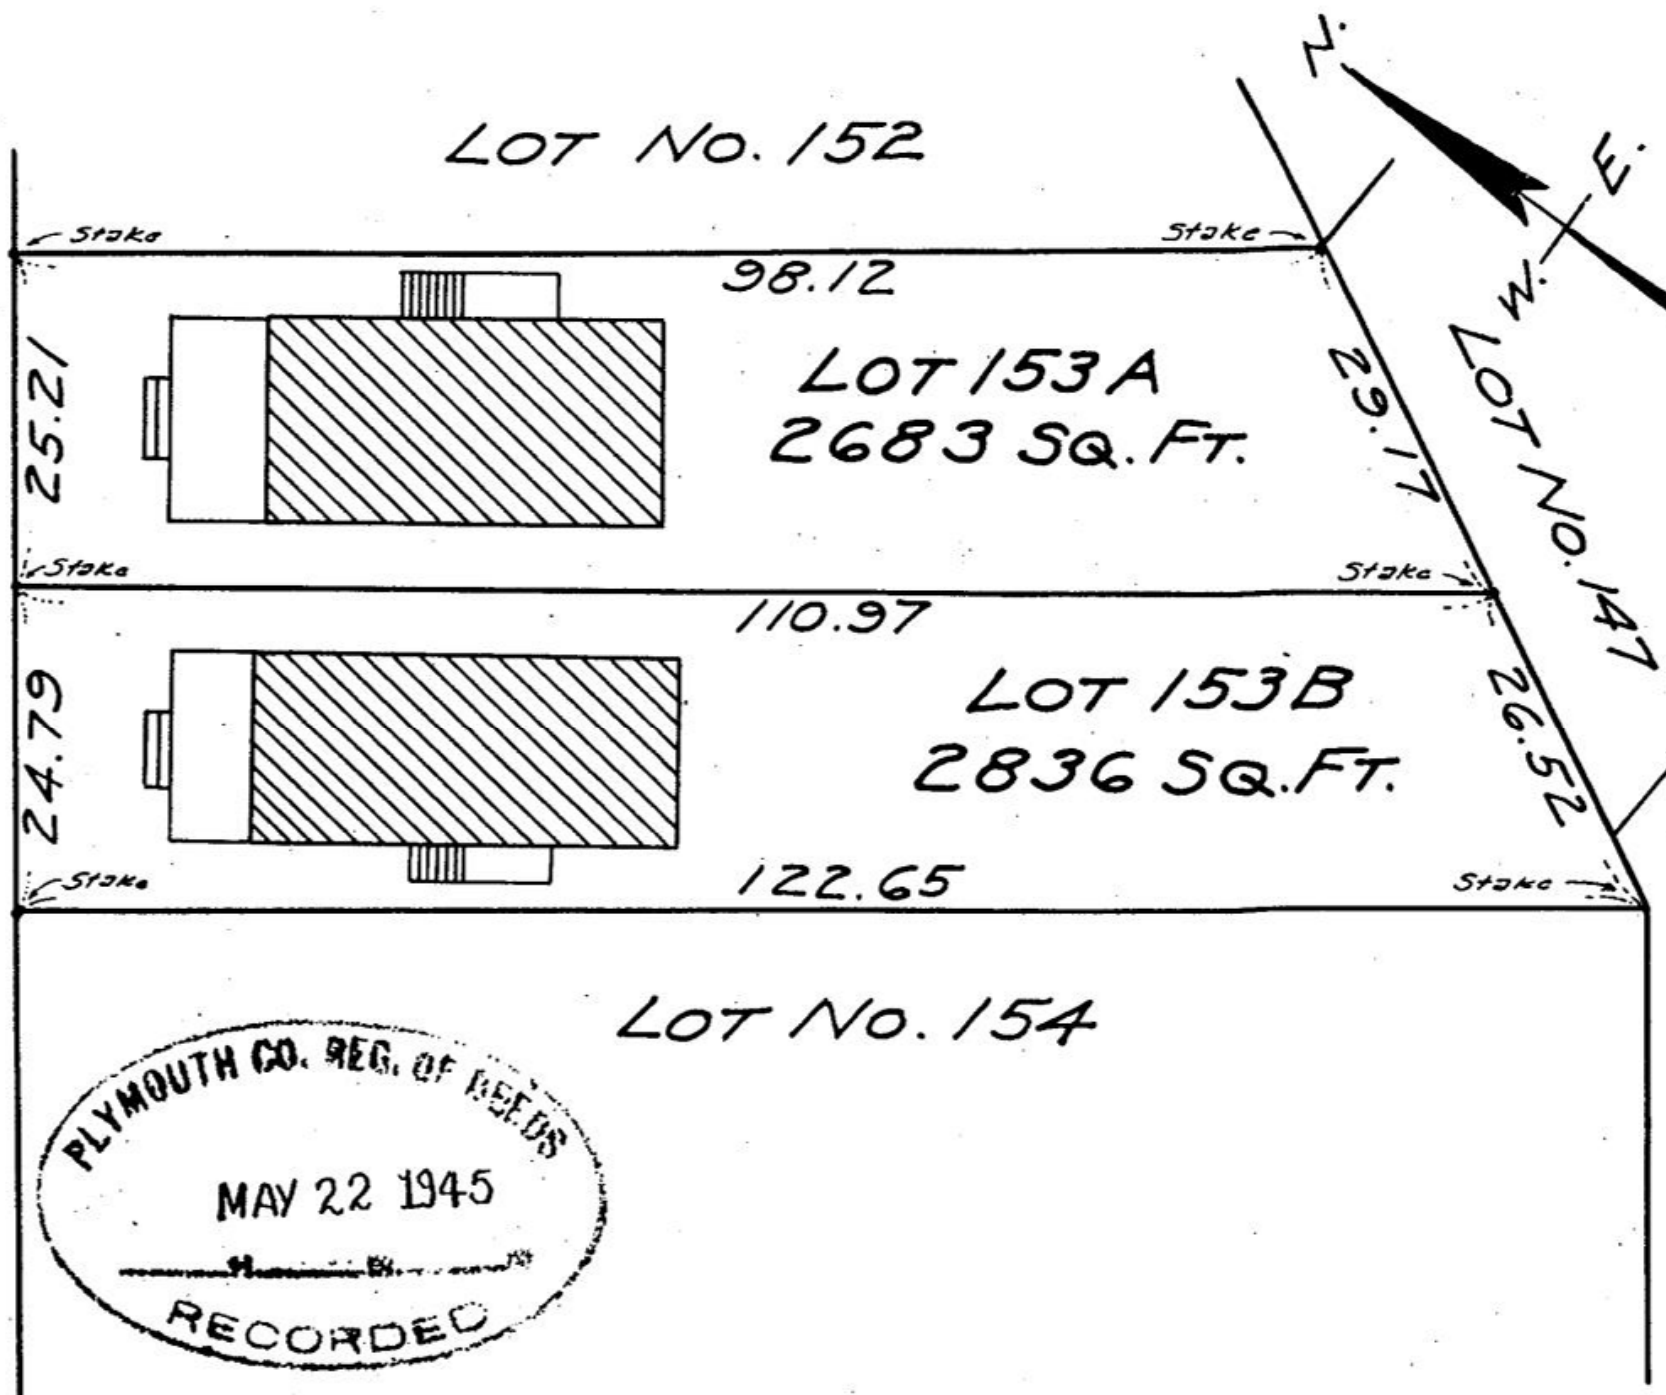 N.
LOT No. 152
E.
Stake
Stake
98.12
W.
25.21
LOT 153 A
2683 SQ. FT.
29.17
LOT No. 147
Stake
Stake
110.97
24.79
LOT 153 B
2836 SQ. FT.
26.52
Stake
122.65
Stake
LOT No. 154
PLYMOUTH CO. REG. OF DEEDS
MAY 22 1945
RECORDED